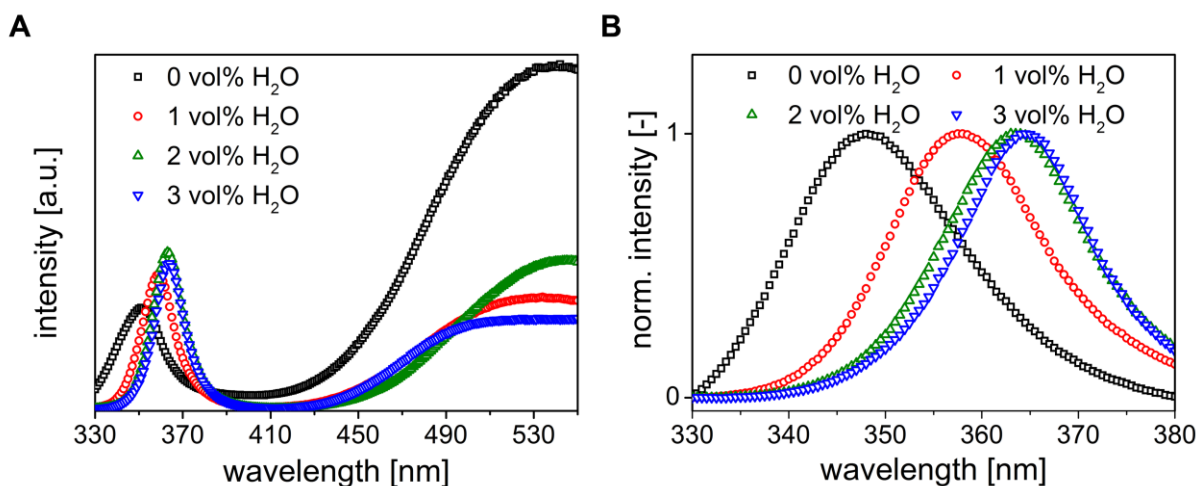 A
0 vol% H₂O
1 vol% H₂O
2 vol% H₂O
3 vol% H₂O
intensity [a.u.]
330 370 410 450 490 530
wavelength [nm]
B
0 vol% H₂O 1 vol% H₂O
2 vol% H₂O 3 vol% H₂O
norm. intensity [-]
1
0
330 340 350 360 370 380
wavelength [nm]